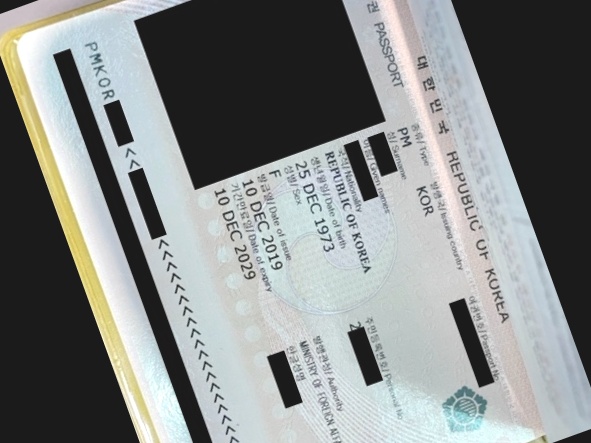 대한민국 REPUBLIC OF KOREA
권 PASSPORT
종류/Type 발행국/Issuing country 여권번호/Passport No.
PM KOR
성/Surname
이름/Given names
국적/Nationality
REPUBLIC OF KOREA
생년월일/Date of birth 주민등록번호/Personal No.
25 DEC 1973 2
성별/Sex 발행관청/Authority
F MINISTRY OF FOREIGN AFF
발급일/Date of issue 한글성명
10 DEC 2019
기간만료일/Date of expiry
10 DEC 2029
PMKOR <<